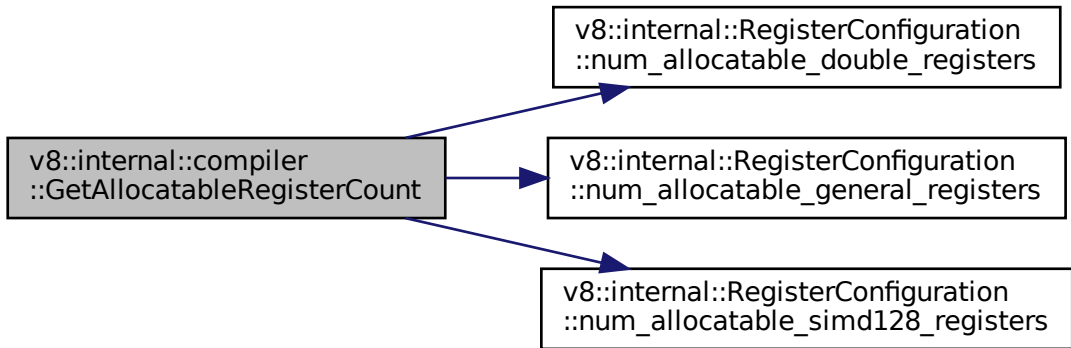 v8::internal::RegisterConfiguration
::num_allocatable_double_registers
v8::internal::compiler
::GetAllocatableRegisterCount
v8::internal::RegisterConfiguration
::num_allocatable_general_registers
v8::internal::RegisterConfiguration
::num_allocatable_simd128_registers